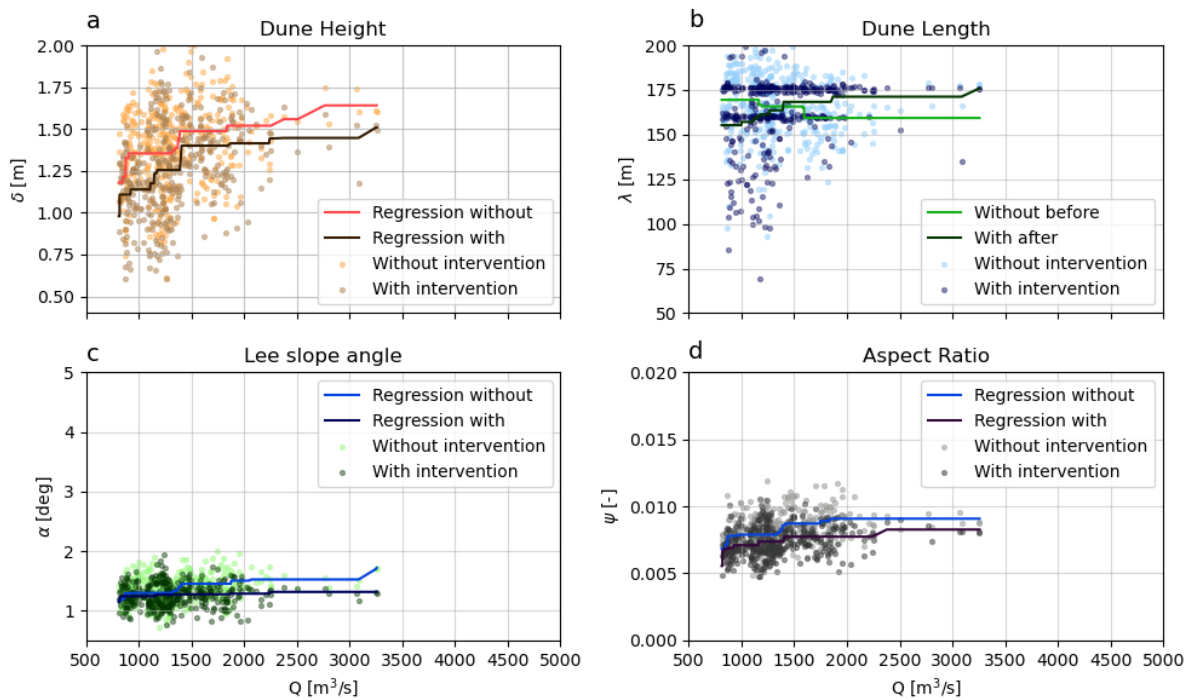 a
Dune Height
2.00
1.75
1.50
1.25
1.00
0.75
0.50
δ [m]
Regression without
Regression with
Without intervention
With intervention
b
Dune Length
200
175
150
125
100
75
50
λ [m]
Without before
With after
Without intervention
With intervention
c
Lee slope angle
5
4
3
2
1
α [deg]
Regression without
Regression with
Without intervention
With intervention
500 1000 1500 2000 2500 3000 3500 4000 4500 5000
Q [m³/s]
d
Aspect Ratio
0.020
0.015
0.010
0.005
0.000
ψ [-]
Regression without
Regression with
Without intervention
With intervention
500 1000 1500 2000 2500 3000 3500 4000 4500 5000
Q [m³/s]